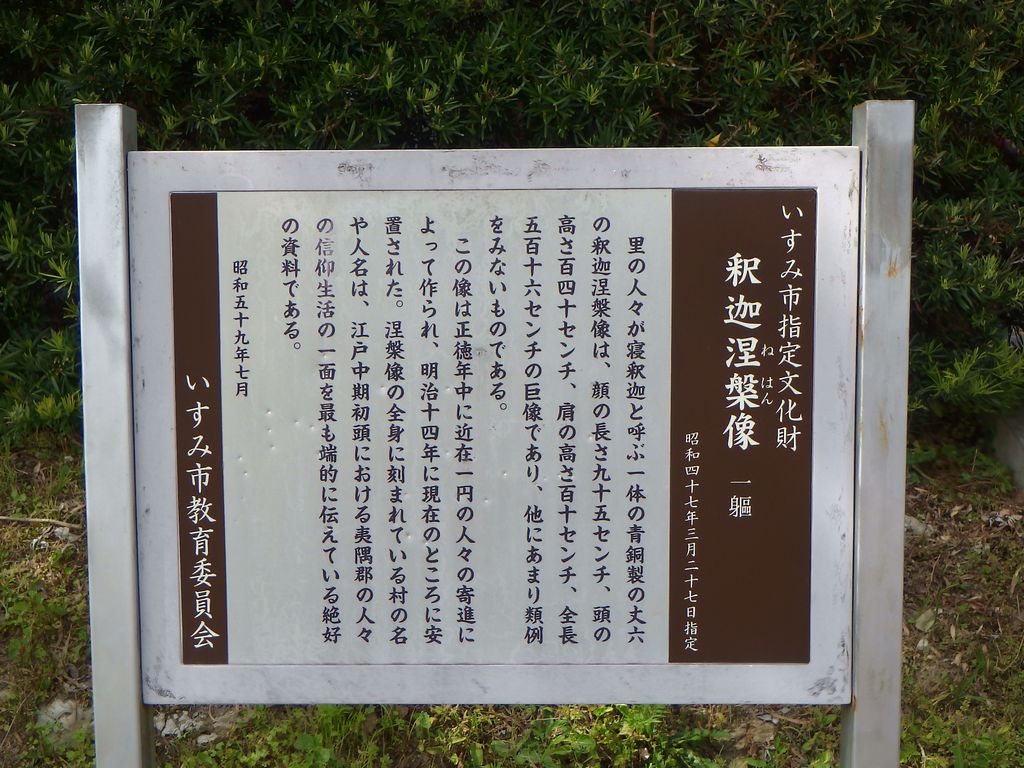 いすみ市指定文化財
釈迦涅槃像 一軀
ねはん
昭和四十七年三月二十七日指定
里の人々が寝釈迦と呼ぶ一体の青銅製の丈六
の釈迦涅槃像は、顔の長さ九十五センチ、頭の
高さ百四十センチ、肩の高さ百十センチ、全長
五百十六センチの巨像であり、他にあまり類例
をみないものである。
この像は正徳年中に近在一円の人々の寄進に
よって作られ、明治十四年に現在のところに安
置された。涅槃像の全身に刻まれている村の名
や人名は、江戸中期初頭における夷隅郡の人々
の信仰生活の一面を最も端的に伝えている絶好
の資料である。
昭和五十九年七月
いすみ市教育委員会